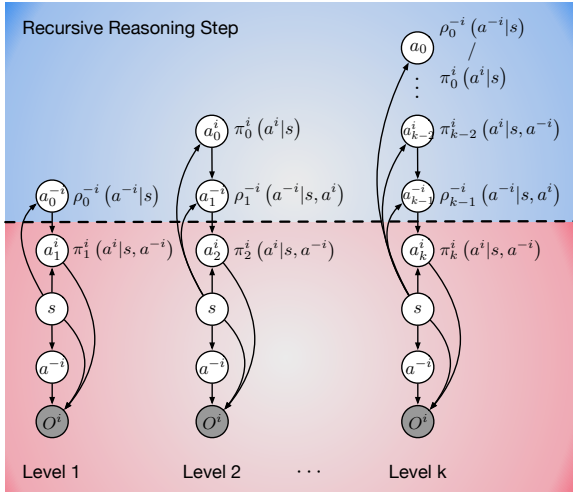 Recursive Reasoning Step
a_0 ρ_0^{-i} (a^{-i}|s)
/
π_0^i (a^i|s)
⋮ ⋮
a_0^i π_0^i (a^i|s)
a_{k-2}^i π_{k-2}^i (a^i|s, a^{-i})
a_0^{-i} ρ_0^{-i} (a^{-i}|s)
a_1^{-i} ρ_1^{-i} (a^{-i}|s, a^i)
a_{k-1}^{-i} ρ_{k-1}^{-i} (a^{-i}|s, a^i)
a_1^i π_1^i (a^i|s, a^{-i})
a_2^i π_2^i (a^i|s, a^{-i})
a_k^i π_k^i (a^i|s, a^{-i})
s s s
a^{-i} a^{-i} a^{-i}
O^i O^i O^i
Level 1 Level 2 ⋯ Level k